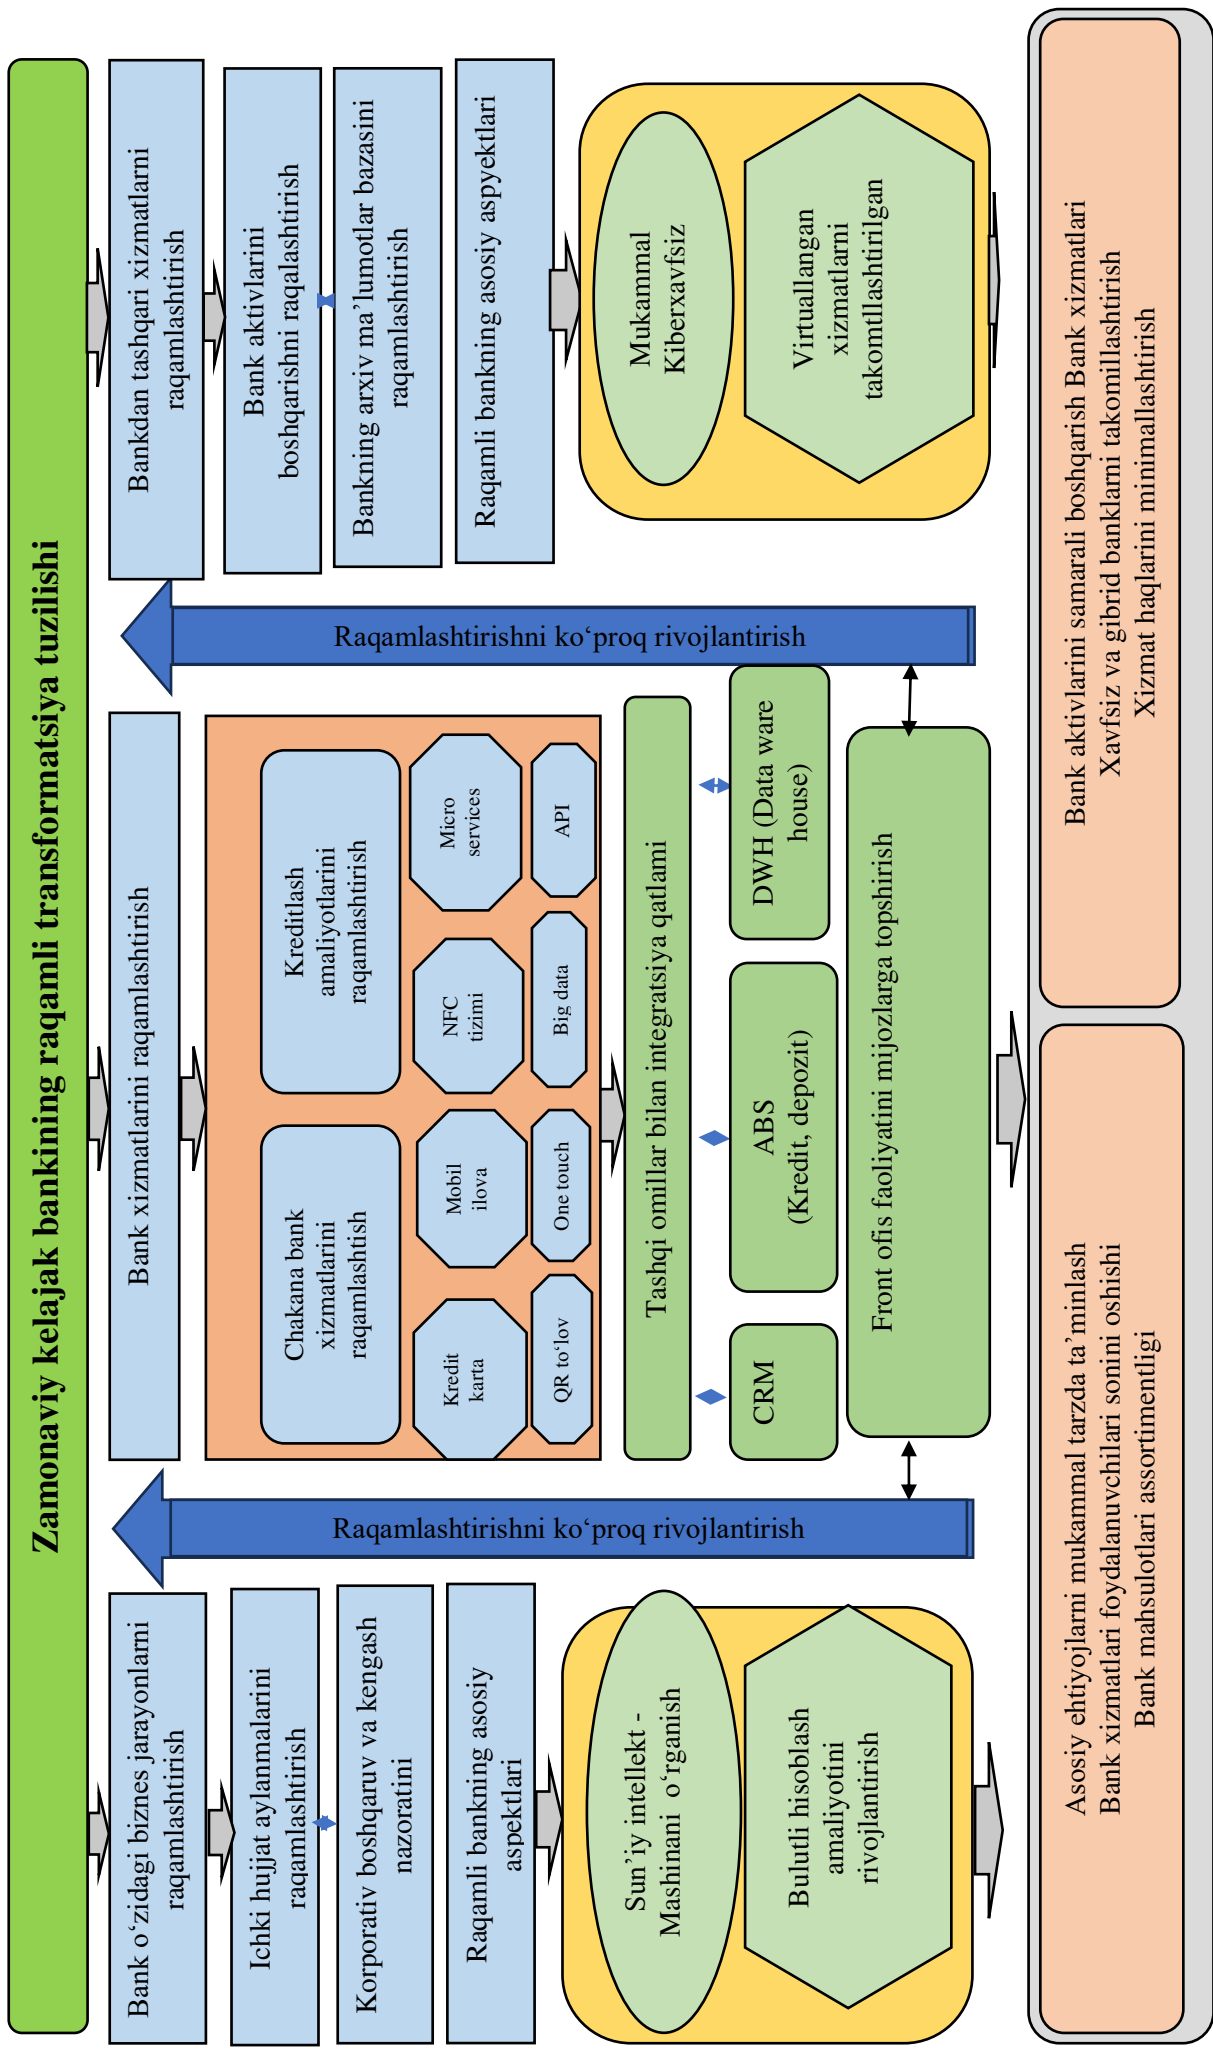 Zamonaviy kelajak bankining raqamli transformatsiya tuzilishi
Bank o‘zidagi biznes jarayonlarni
raqamlashtirish
Ichki hujjat aylanmalarini
raqamlashtirish
Korporativ boshqaruv va kengash
nazoratini
Raqamli bankning asosiy
aspektlari
Sun’iy intellekt -
Mashinani o‘rganish
Bulutli hisoblash
amaliyotini
rivojlantirish
Raqamlashtirishni ko‘proq rivojlantirish
Bank xizmatlarini raqamlashtirish
Chakana bank
xizmatlarini
raqamlashtish
Kreditlash
amaliyotlarini
raqamlashtirish
Kredit
karta
Mobil
ilova
NFC
tizimi
Micro
services
QR to‘lov
One touch
Big data
API
Tashqi omillar bilan integratsiya qatlami
CRM
ABS
(Kredit, depozit)
DWH (Data ware
house)
Front ofis faoliyatini mijozlarga topshirish
Raqamlashtirishni ko‘proq rivojlantirish
Bankdan tashqari xizmatlarni
raqamlashtirish
Bank aktivlarini
boshqarishni raqalashtirish
Bankning arxiv ma’lumotlar bazasini
raqamlashtirish
Raqamli bankning asosiy aspyektlari
Mukammal
Kiberxavfsiz
Virtuallangan
xizmatlarni
takomtllashtirilgan
Asosiy ehtiyojlarni mukammal tarzda ta’minlash
Bank xizmatlari foydalanuvchilari sonini oshishi
Bank mahsulotlari assortimentligi
Bank aktivlarini samarali boshqarish Bank xizmatlari
Xavfsiz va gibrid banklarni takomillashtirish
Xizmat haqlarini minimallashtirish